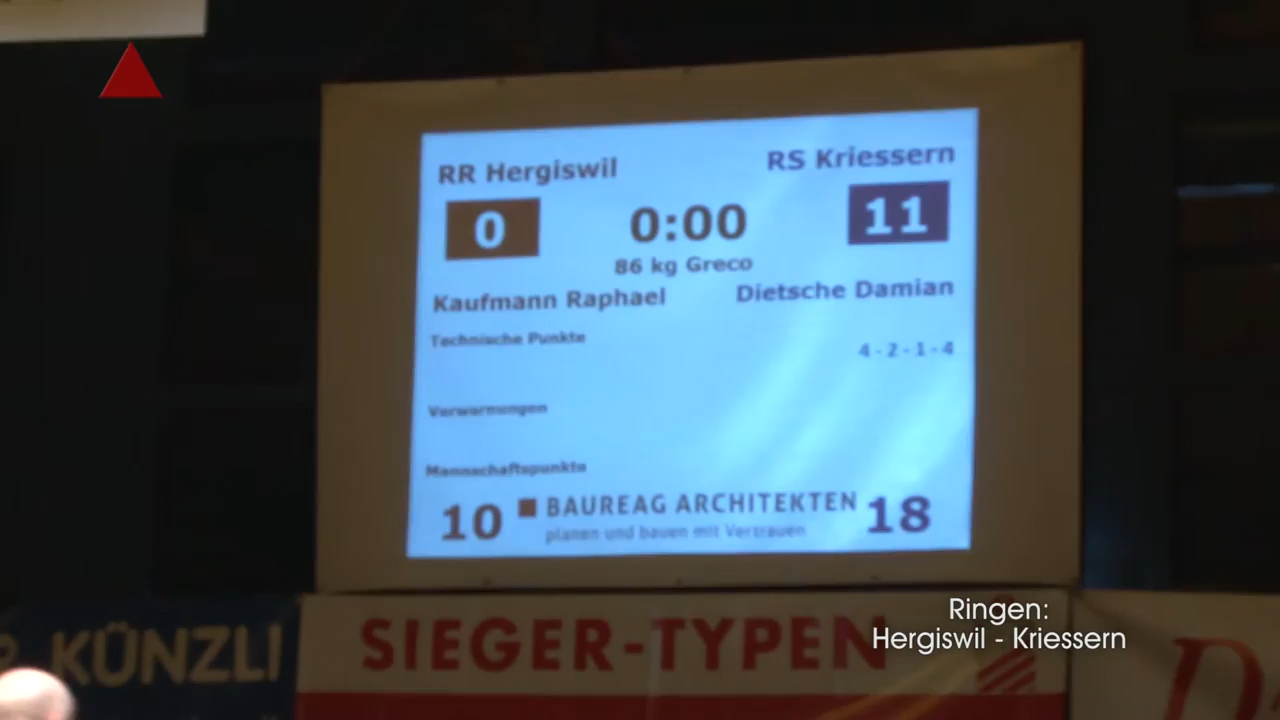 RR Hergiswil
RS Kriessern
0
0:00
11
86 kg Greco
Kaufmann Raphael
Dietsche Damian
Technische Punkte
4 - 2 - 1 - 4
Verwarnungen
Mannschaftspunkte
10
BAUREAG ARCHITEKTEN
18
planen und bauen mit Vertrauen
KÜNZLI
SIEGER-TYPEN
Ringen:
Hergiswil - Kriessern